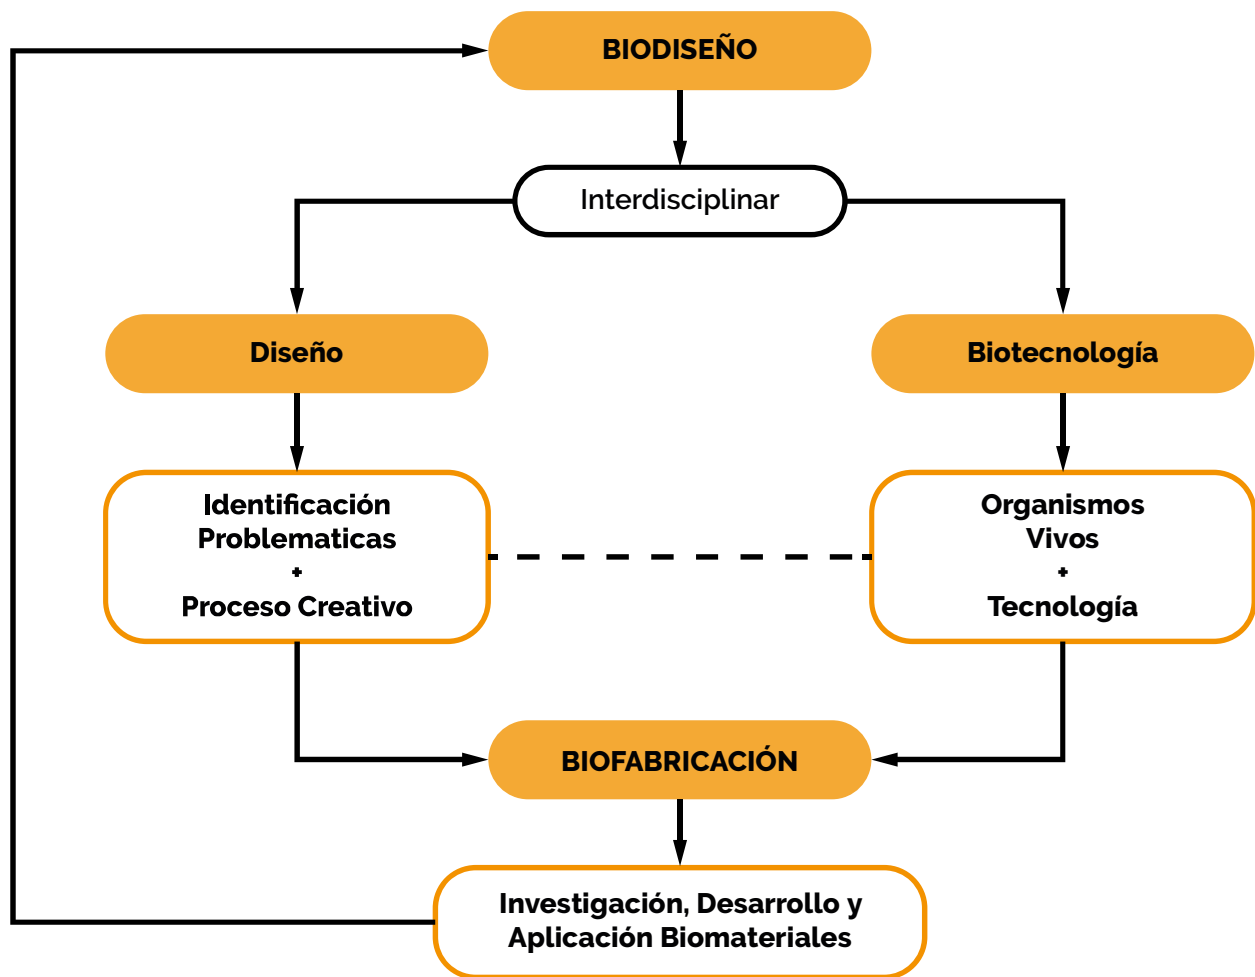 BIODISEÑO
Interdisciplinar
Diseño
Biotecnología
Identificación
Problematicas
+
Proceso Creativo
Organismos
Vivos
+
Tecnología
BIOFABRICACIÓN
Investigación, Desarrollo y
Aplicación Biomateriales